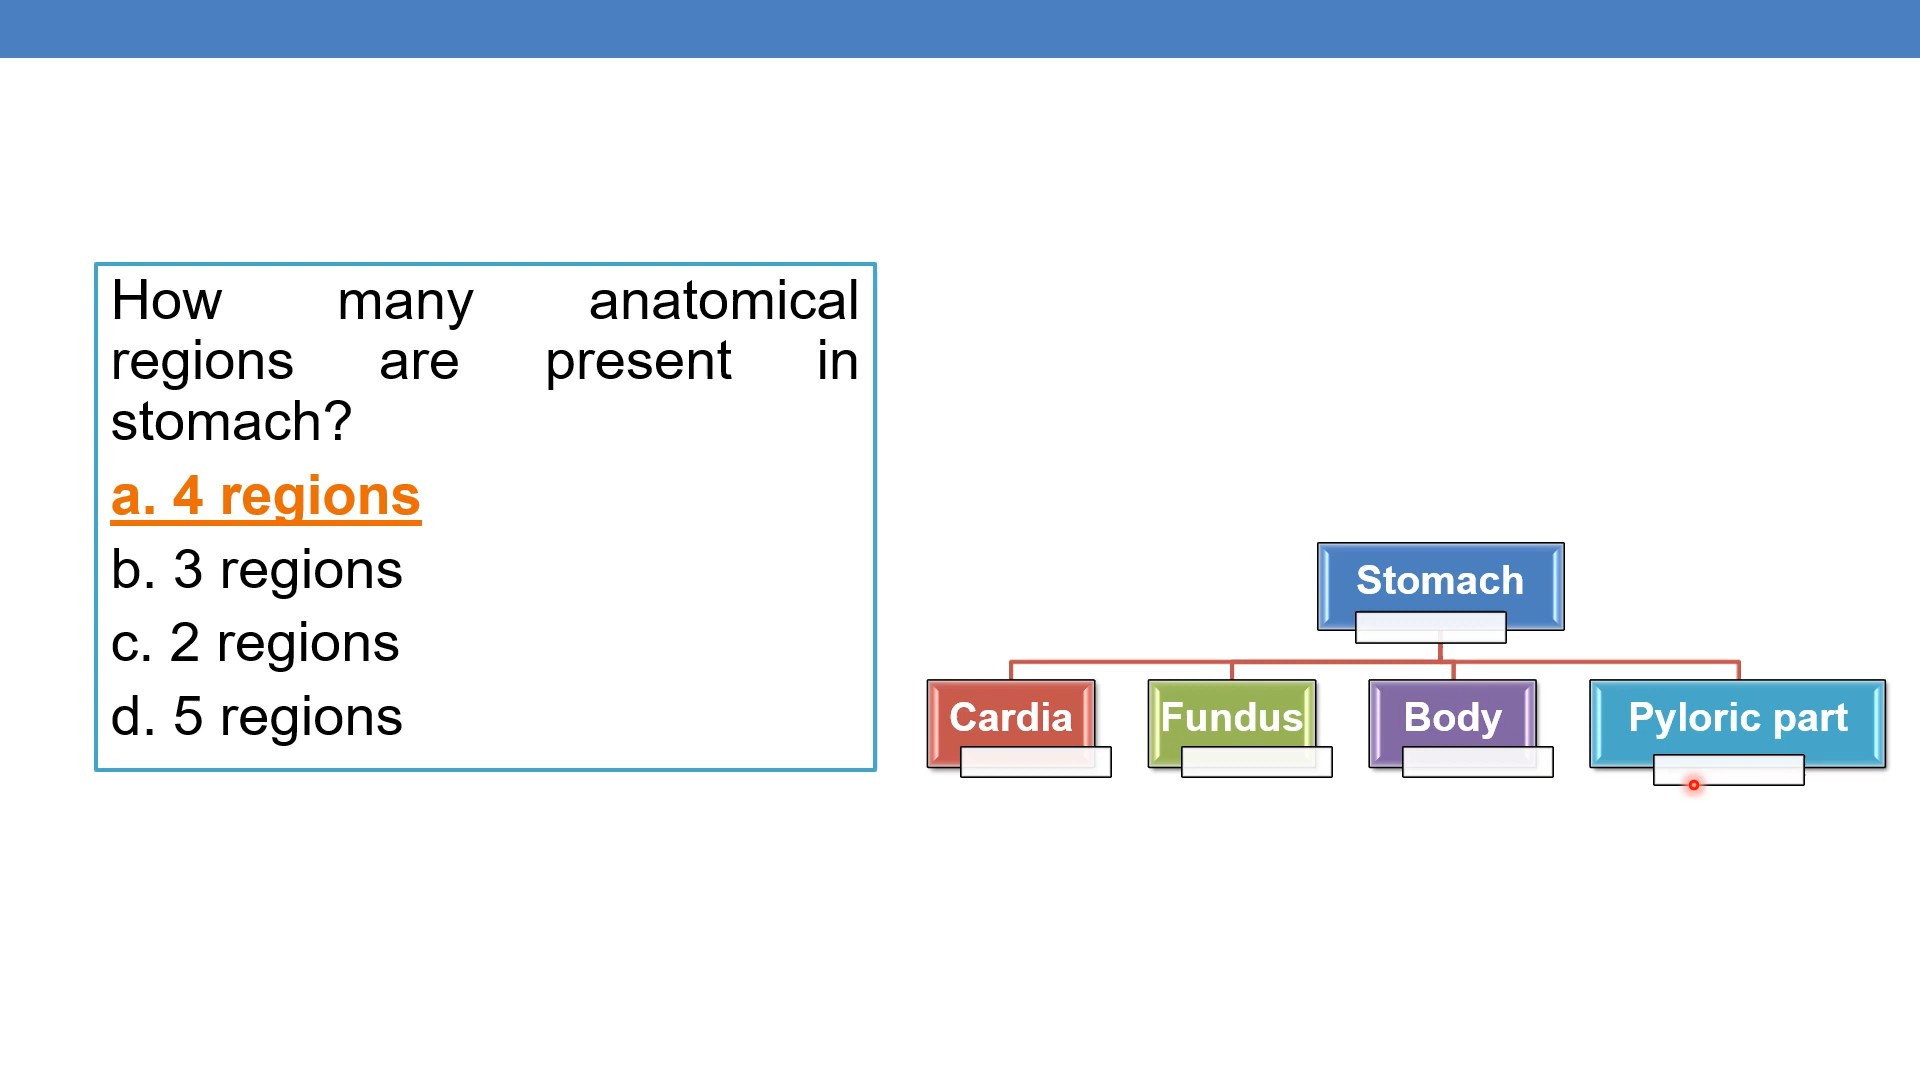 How many anatomical
regions are present in
stomach?
a. 4 regions
b. 3 regions
c. 2 regions
d. 5 regions
Stomach
Cardia
Fundus
Body
Pyloric part